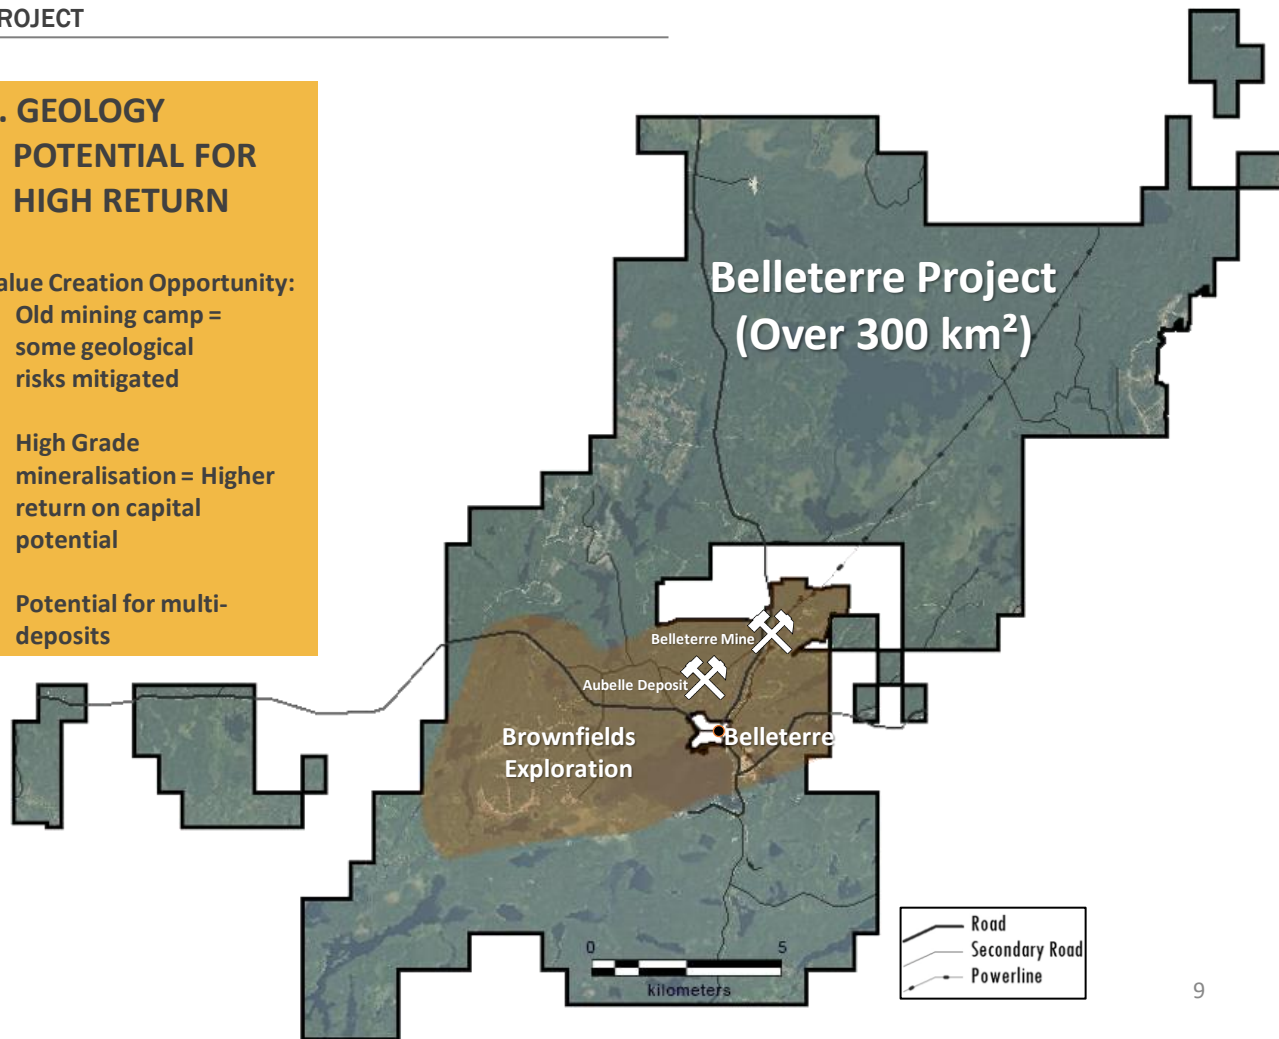 ROJECT
. GEOLOGY
POTENTIAL FOR
HIGH RETURN
alue Creation Opportunity:
Old mining camp =
some geological
risks mitigated
High Grade
mineralisation = Higher
return on capital
potential
Potential for multi-
deposits
Belleterre Project
(Over 300 km²)
Belleterre Mine
Aubelle Deposit
Brownfields
Exploration
Belleterre
0 5
kilometers
Road
Secondary Road
Powerline
9